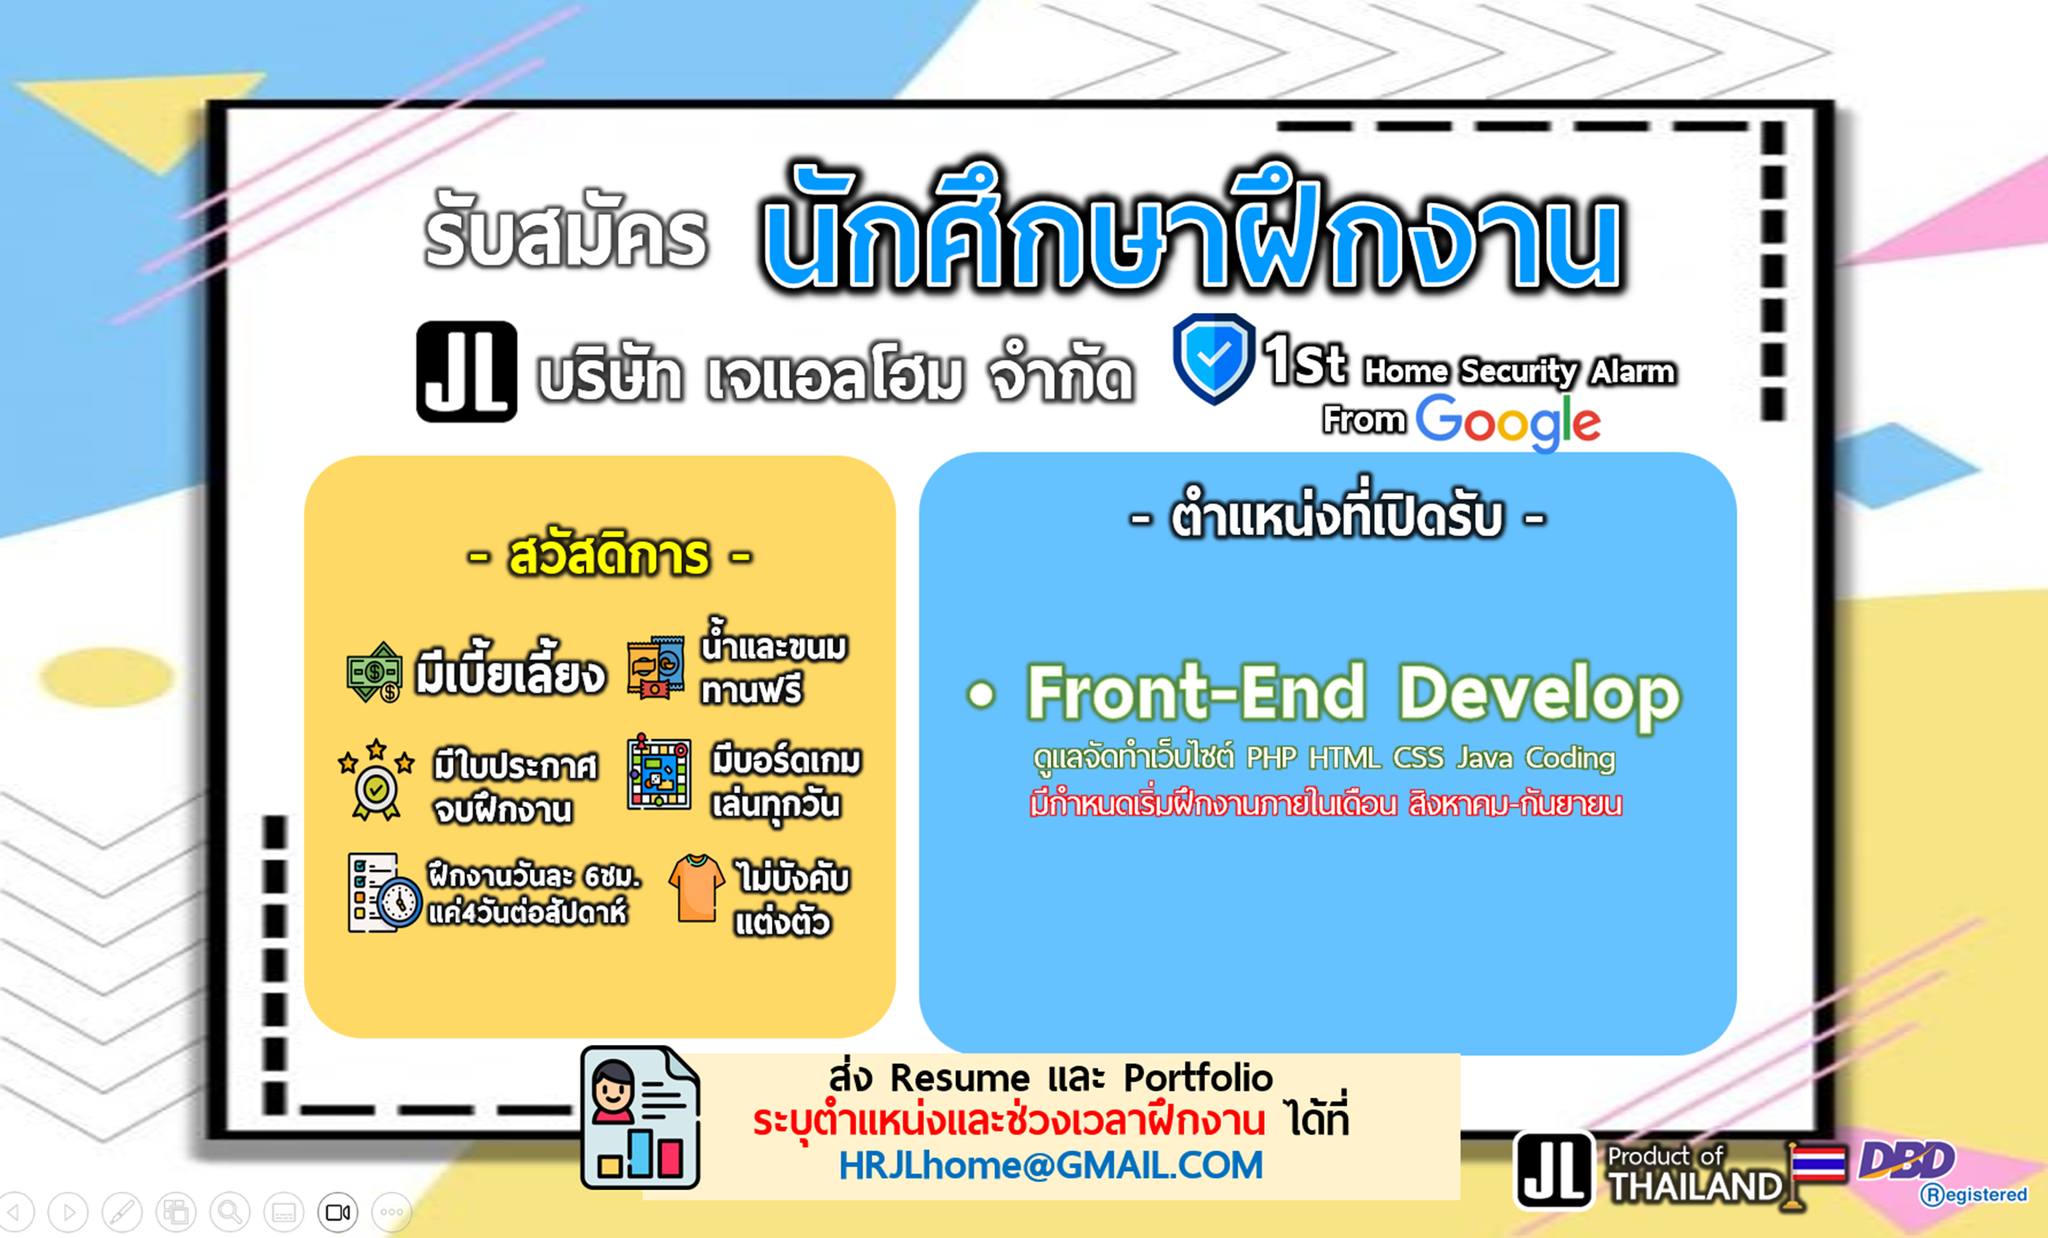 รับสมัคร นักศึกษาฝึกงาน
JL บริษัท เจแอลโฮม จำกัด
1st Home Security Alarm
From Google
- สวัสดิการ -
มีเบี้ยเลี้ยง
น้ำและขนม
ทานฟรี
มีใบประกาศ
จบฝึกงาน
มีบอร์ดเกม
เล่นทุกวัน
ฝึกงานวันละ 6ชม.
แค่4วันต่อสัปดาห์
ไม่บังคับ
แต่งตัว
- ตำแหน่งที่เปิดรับ -
• Front-End Develop
ดูแลจัดทำเว็บไซต์ PHP HTML CSS Java Coding
มีกำหนดเริ่มฝึกงานภายในเดือน สิงหาคม-กันยายน
ส่ง Resume และ Portfolio
ระบุตำแหน่งและช่วงเวลาฝึกงาน ได้ที่
HRJLhome@GMAIL.COM
JL Product of
THAILAND
DBD
Registered